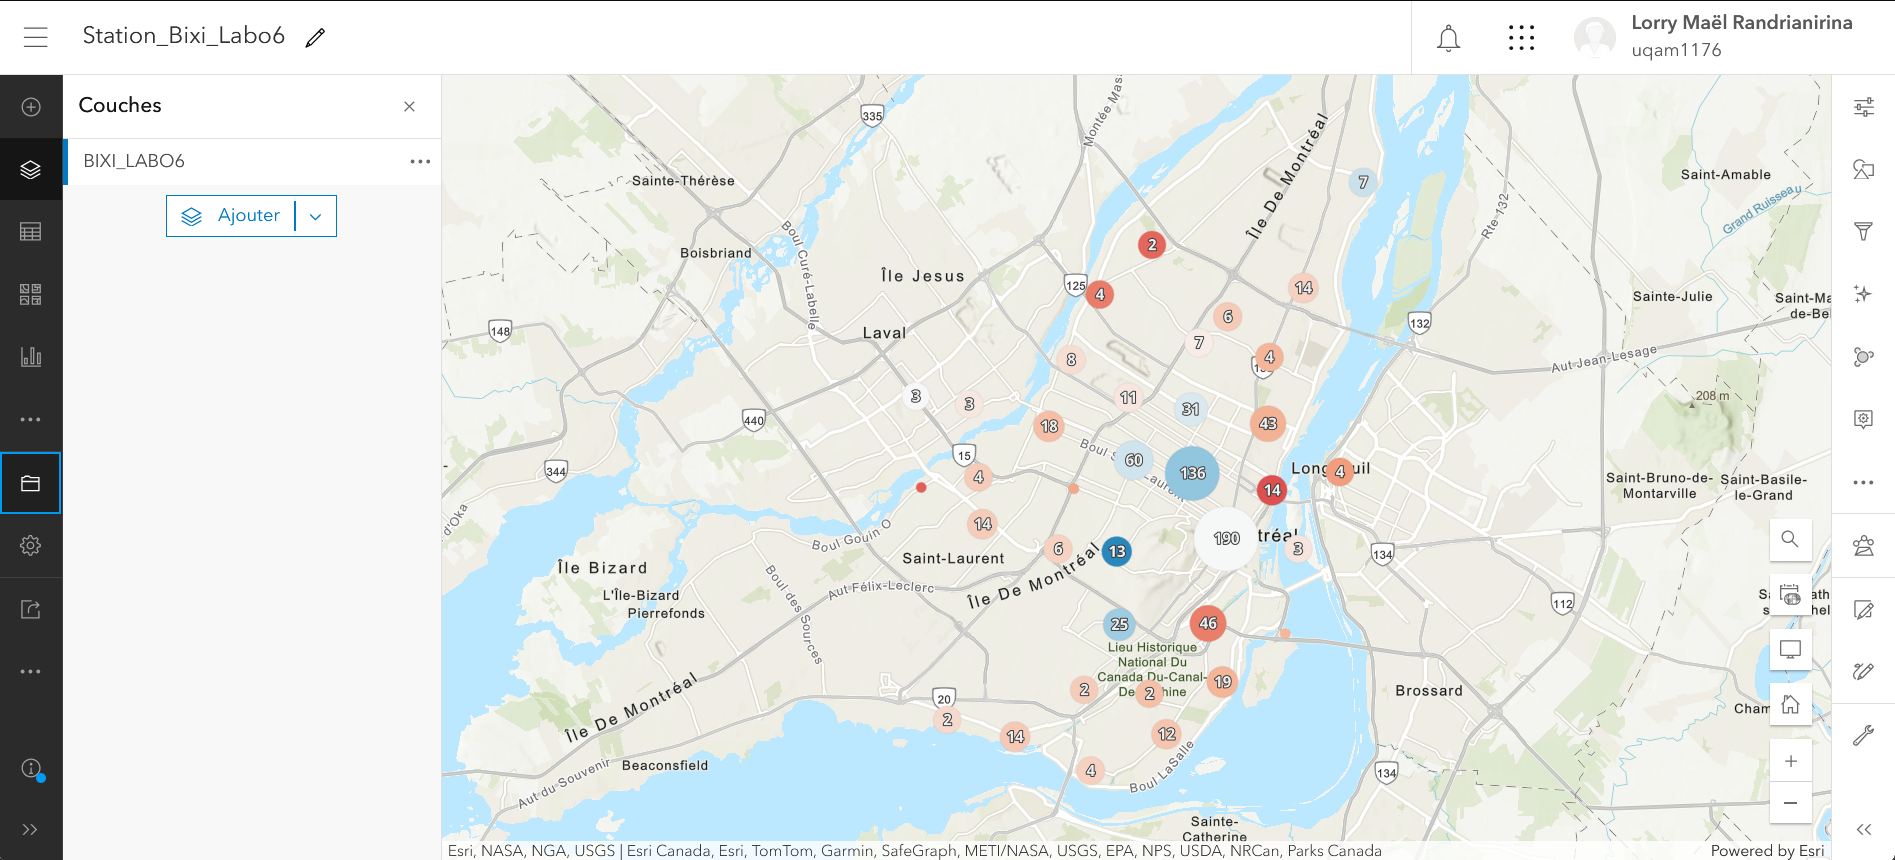 Station_Bixi_Labo6
Lorry Maël Randrianirina
uqam1176
Couches
BIXI_LABO6
Ajouter
335
Montée Mas
Île De Montréal
7
Saint-Amable
Grand Ruisseau
Rte 132
Sainte-Thérèse
Boisbriand
Boul Curé-Labelle
2
Île Jesus
125
4
14
Sainte-Julie
Saint-Ma
de-Bel
6
132
148
Laval
7
4
8
Aut Jean-Lesage
3
3
11
31
208 m
440
18
43
15
Boul S
Laurent
60
136
Longueuil
4
344
4
14
Saint-Bruno-de-
Montarville
Saint-Basile-
le-Grand
d'Oka
14
Boul Gouin O
190
tréal
3
134
6
13
Saint-Laurent
Île De Montréal
Île Bizard
L'Île-Bizard
Pierrefonds
Boul des Sources
Aut Félix-Leclerc
112
25
46
Lieu Historique
National Du
Canada Du-Canal-
De
hine
2
2
19
20
2
Île De Montréal
Brossard
Cham
14
12
4
Boul LaSalle
Beaconsfield
Aut du Souvenir
134
Sainte-
Catherine
Esri, NASA, NGA, USGS | Esri Canada, Esri, TomTom, Garmin, SafeGraph, METI/NASA, USGS, EPA, NPS, USDA, NRCan, Parks Canada
Powered by Esri